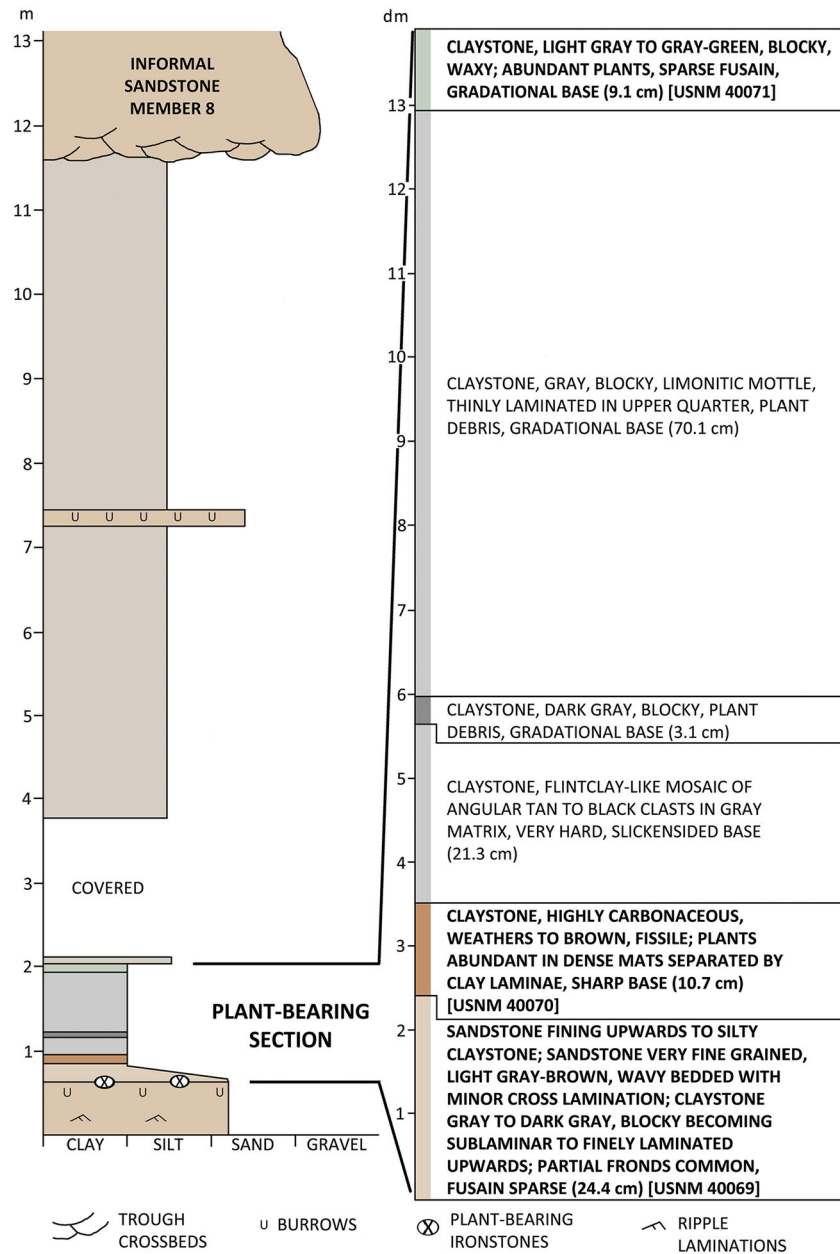 m
13
12
11
10
9
8
7
6
5
4
3
2
1
INFORMAL
SANDSTONE
MEMBER 8
U U U U U
COVERED
PLANT-BEARING
SECTION
U U U
CLAY SILT SAND GRAVEL
dm
13
12
11
10
9
8
7
6
5
4
3
2
1
CLAYSTONE, LIGHT GRAY TO GRAY-GREEN, BLOCKY,
WAXY; ABUNDANT PLANTS, SPARSE FUSAIN,
GRADATIONAL BASE (9.1 cm) [USNM 40071]
CLAYSTONE, GRAY, BLOCKY, LIMONITIC MOTTLE,
THINLY LAMINATED IN UPPER QUARTER, PLANT
DEBRIS, GRADATIONAL BASE (70.1 cm)
CLAYSTONE, DARK GRAY, BLOCKY, PLANT
DEBRIS, GRADATIONAL BASE (3.1 cm)
CLAYSTONE, FLINTCLAY-LIKE MOSAIC OF
ANGULAR TAN TO BLACK CLASTS IN GRAY
MATRIX, VERY HARD, SLICKENSIDED BASE
(21.3 cm)
CLAYSTONE, HIGHLY CARBONACEOUS,
WEATHERS TO BROWN, FISSILE; PLANTS
ABUNDANT IN DENSE MATS SEPARATED BY
CLAY LAMINAE, SHARP BASE (10.7 cm)
[USNM 40070]
SANDSTONE FINING UPWARDS TO SILTY
CLAYSTONE; SANDSTONE VERY FINE GRAINED,
LIGHT GRAY-BROWN, WAVY BEDDED WITH
MINOR CROSS LAMINATION; CLAYSTONE
GRAY TO DARK GRAY, BLOCKY BECOMING
SUBLAMINAR TO FINELY LAMINATED
UPWARDS; PARTIAL FRONDS COMMON,
FUSAIN SPARSE (24.4 cm) [USNM 40069]
TROUGH
CROSSBEDS
U BURROWS
PLANT-BEARING
IRONSTONES
RIPPLE
LAMINATIONS